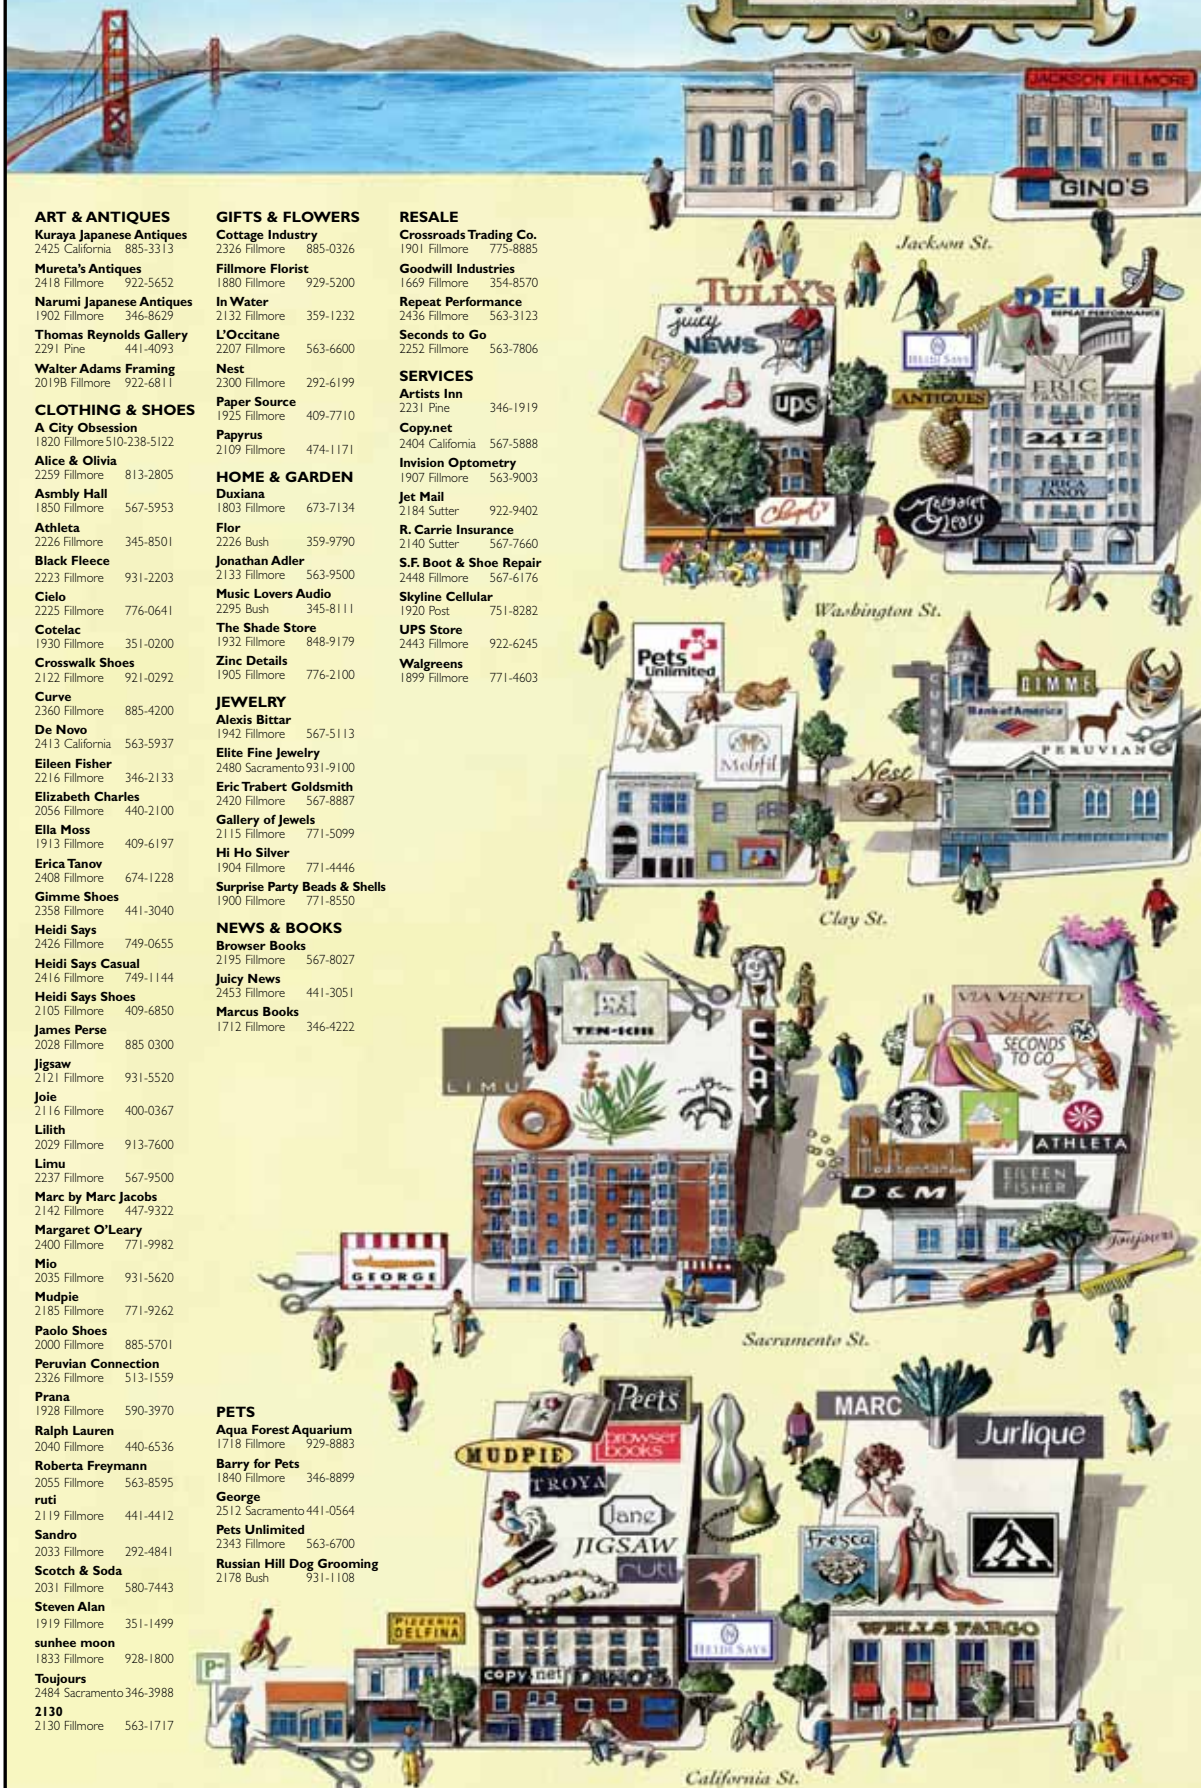 JACKSON FILLMORE
GINO'S
Jackson St.
ART & ANTIQUES
Kuraya Japanese Antiques
2425 California 885-3313
Mureta's Antiques
2418 Fillmore 922-5652
Narumi Japanese Antiques
1902 Fillmore 346-8629
Thomas Reynolds Gallery
2291 Pine 441-4093
Walter Adams Framing
2019B Fillmore 922-6811
CLOTHING & SHOES
A City Obsession
1820 Fillmore 510-238-5122
Alice & Olivia
2259 Fillmore 813-2805
Asmbly Hall
1850 Fillmore 567-5953
Athleta
2226 Fillmore 345-8501
Black Fleece
2223 Fillmore 931-2203
Cielo
2225 Fillmore 776-0641
Cotelac
1930 Fillmore 351-0200
Crosswalk Shoes
2122 Fillmore 921-0292
Curve
2360 Fillmore 885-4200
De Novo
2413 California 563-5937
Eileen Fisher
2216 Fillmore 346-2133
Elizabeth Charles
2056 Fillmore 440-2100
Ella Moss
1913 Fillmore 409-6197
Erica Tanov
2408 Fillmore 674-1228
Gimme Shoes
2358 Fillmore 441-3040
Heidi Says
2426 Fillmore 749-0655
Heidi Says Casual
2416 Fillmore 749-1144
Heidi Says Shoes
2105 Fillmore 409-6850
James Perse
2028 Fillmore 885 0300
Jigsaw
2121 Fillmore 931-5520
Joie
2116 Fillmore 400-0367
Lilith
2029 Fillmore 913-7600
Limu
2237 Fillmore 567-9500
Marc by Marc Jacobs
2142 Fillmore 447-9322
Margaret O'Leary
2400 Fillmore 771-9982
Mio
2035 Fillmore 931-5620
Mudpie
2185 Fillmore 771-9262
Paolo Shoes
2000 Fillmore 885-5701
Peruvian Connection
2326 Fillmore 513-1559
Prana
1928 Fillmore 590-3970
Ralph Lauren
2040 Fillmore 440-6536
Roberta Freymann
2055 Fillmore 563-8595
ruti
2119 Fillmore 441-4412
Sandro
2033 Fillmore 292-4841
Scotch & Soda
2031 Fillmore 580-7443
Steven Alan
1919 Fillmore 351-1499
sunhee moon
1833 Fillmore 928-1800
Toujours
2484 Sacramento 346-3988
2130
2130 Fillmore 563-1717
GIFTS & FLOWERS
Cottage Industry
2326 Fillmore 885-0326
Fillmore Florist
1880 Fillmore 929-5200
In Water
2132 Fillmore 359-1232
L'Occitane
2207 Fillmore 563-6600
Nest
2300 Fillmore 292-6199
Paper Source
1925 Fillmore 409-7710
Papyrus
2109 Fillmore 474-1171
HOME & GARDEN
Duxiana
1803 Fillmore 673-7134
Flor
2226 Bush 359-9790
Jonathan Adler
2133 Fillmore 563-9500
Music Lovers Audio
2295 Bush 345-8111
The Shade Store
1932 Fillmore 848-9179
Zinc Details
1905 Fillmore 776-2100
JEWELRY
Alexis Bittar
1942 Fillmore 567-5113
Elite Fine Jewelry
2480 Sacramento 931-9100
Eric Trabert Goldsmith
2420 Fillmore 567-8887
Gallery of Jewels
2115 Fillmore 771-5099
Hi Ho Silver
1904 Fillmore 771-4446
Surprise Party Beads & Shells
1900 Fillmore 771-8550
NEWS & BOOKS
Browser Books
2195 Fillmore 567-8027
Juicy News
2453 Fillmore 441-3051
Marcus Books
1712 Fillmore 346-4222
PETS
Aqua Forest Aquarium
1718 Fillmore 929-8883
Barry for Pets
1840 Fillmore 346-8899
George
2512 Sacramento 441-0564
Pets Unlimited
2343 Fillmore 563-6700
Russian Hill Dog Grooming
2178 Bush 931-1108
RESALE
Crossroads Trading Co.
1901 Fillmore 775-8885
Goodwill Industries
1669 Fillmore 354-8570
Repeat Performance
2436 Fillmore 563-3123
Seconds to Go
2252 Fillmore 563-7806
SERVICES
Artists Inn
2231 Pine 346-1919
Copy.net
2404 California 567-5888
Invision Optometry
1907 Fillmore 563-9003
Jet Mail
2184 Sutter 922-9402
R. Carrie Insurance
2140 Sutter 567-7660
S.F. Boot & Shoe Repair
2448 Fillmore 567-6176
Skyline Cellular
1920 Post 751-8282
UPS Store
2443 Fillmore 922-6245
Walgreens
1899 Fillmore 771-4603
TULLY'S
juicy
NEWS
ups
Chouquet's
DELI
REPEAT PERFORMANCE
HEIDI SAYS
ERIC
TRABERT
ANTIQUES
2412
ERICA
TANOV
Margaret
O'Leary
Washington St.
Pets
Unlimited
Mehfil
CURVE
GIMME
Bank of America
PERUVIAN
Nest
Clay St.
TEN-ICHI
LIMU
CLAY
GEORGE
VIA VENETO
SECONDS
TO GO
ATHLETA
Mediterranee
D & M
EILEEN
FISHER
Toujours
Sacramento St.
Peets
browser
books
MUDPIE
TROYA
Jane
JIGSAW
ruti
HEIDI SAYS
PIZZERIA
DELFINA
P
copy.net
MARC
Jurlique
Fresca
WELLS FARGO
California St.